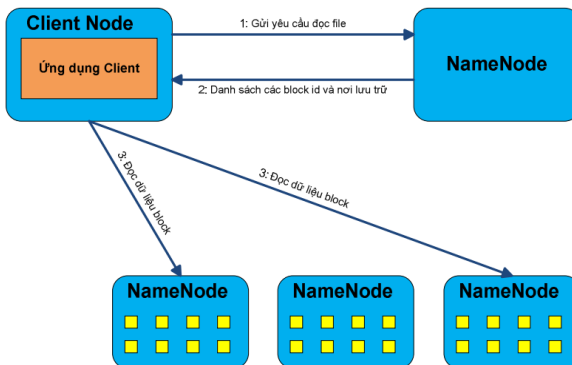 Client Node
Ứng dụng Client
1: Gửi yêu cầu đọc file
NameNode
2: Danh sách các block id và nơi lưu trữ
3: Đọc dữ liệu block
3: Đọc dữ liệu block
NameNode
NameNode
NameNode